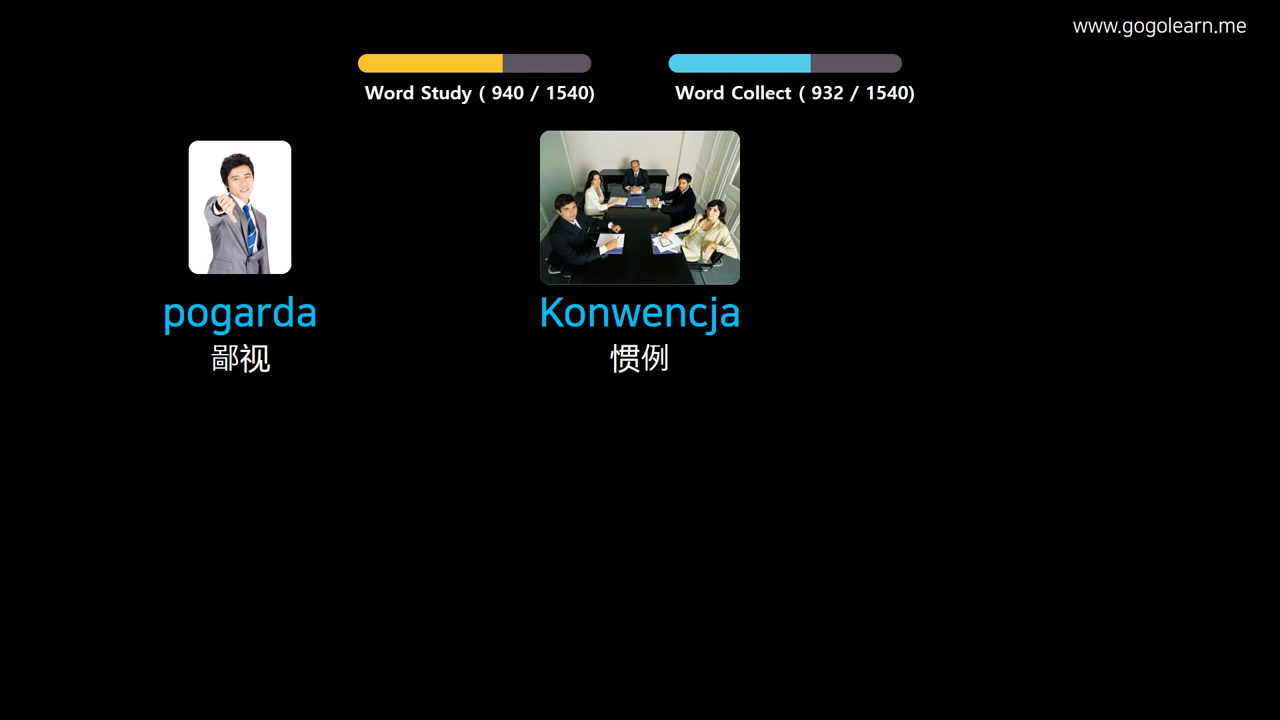 www.gogolearn.me
Word Study ( 940 / 1540)
Word Collect ( 932 / 1540)
pogarda
鄙视
Konwencja
惯例